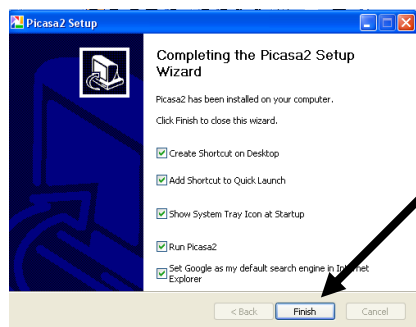 Picasa2 Setup
Completing the Picasa2 Setup
Wizard
Picasa2 has been installed on your computer.
Click Finish to close this wizard.
Create Shortcut on Desktop
Add Shortcut to Quick Launch
Show System Tray Icon at Startup
Run Picasa2
Set Google as my default search engine in Internet
Explorer
< Back Finish Cancel